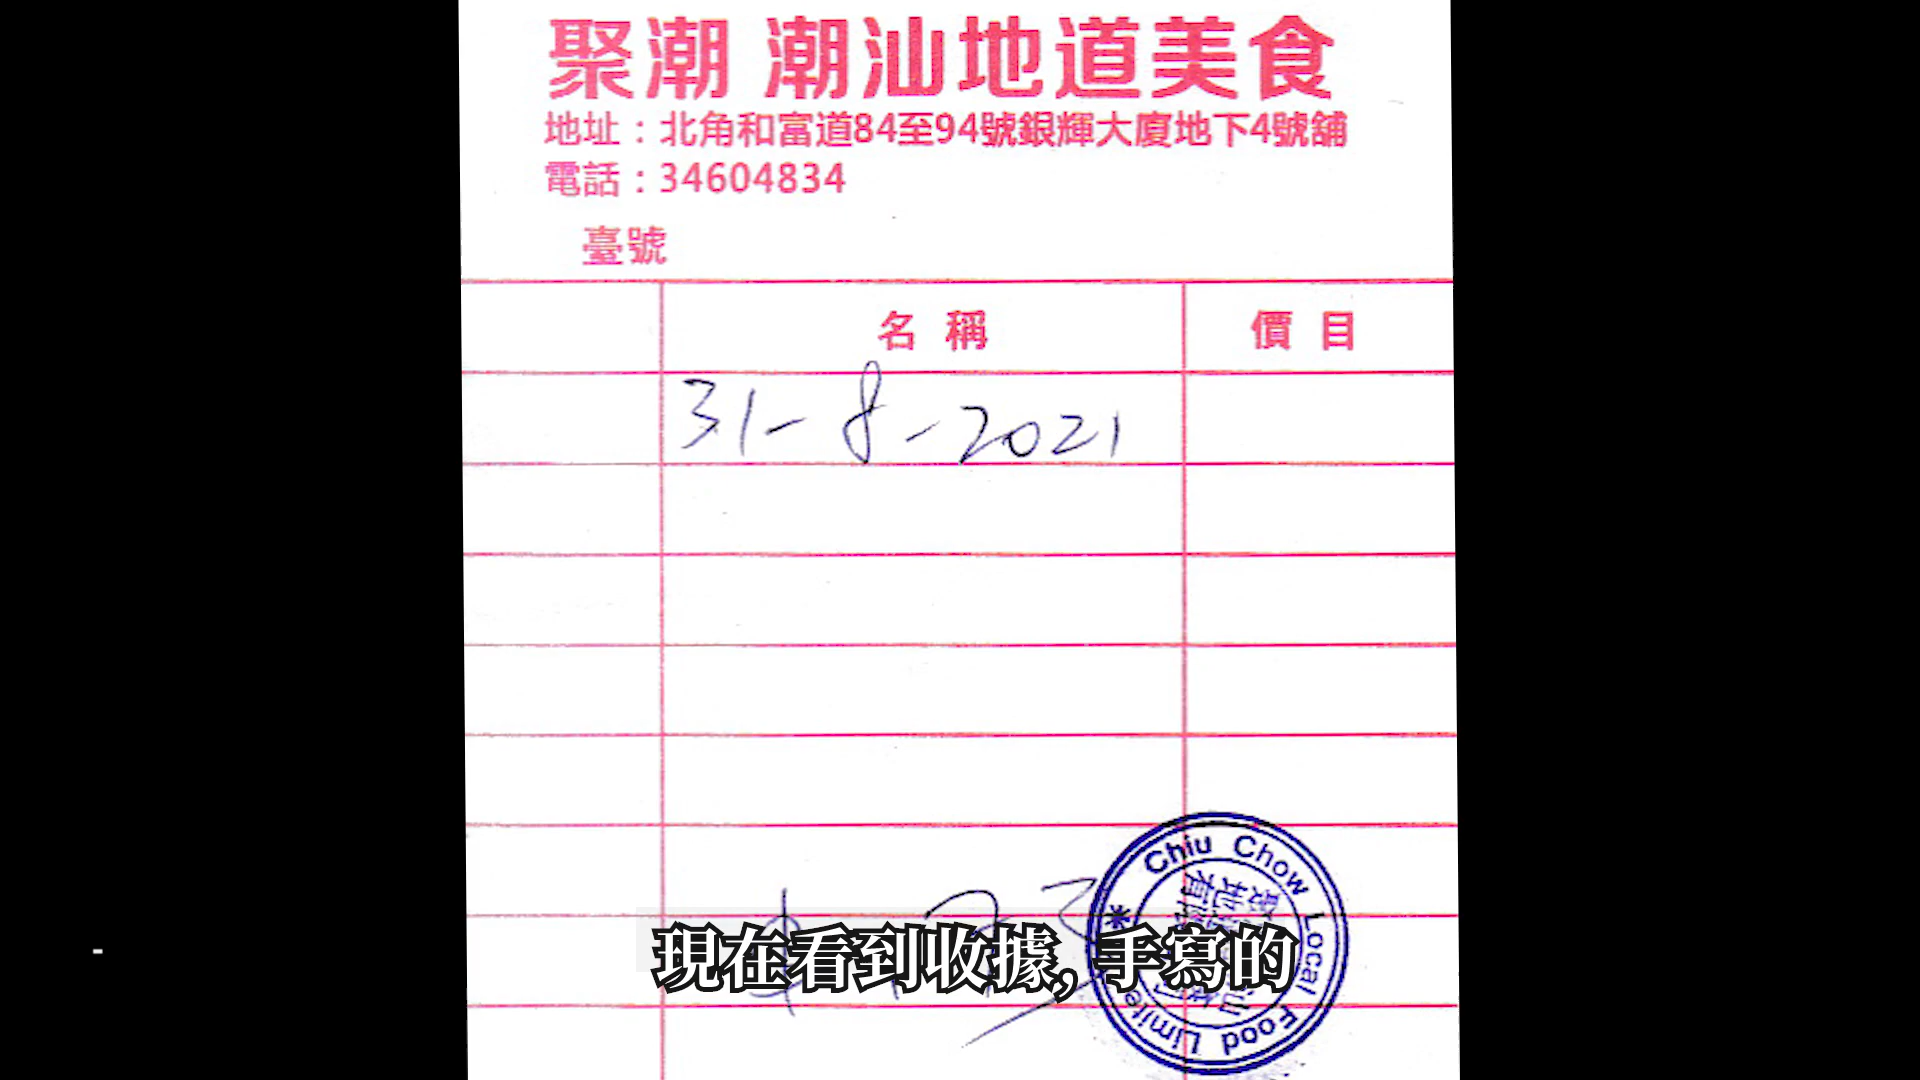 聚潮 潮汕地道美食
地址：北角和富道84至94號銀輝大廈地下4號舖
電話：34604834
臺號
名稱 價目
31-8-2021
Chiu Chow Local Food Limite
現在看到收據, 手寫的